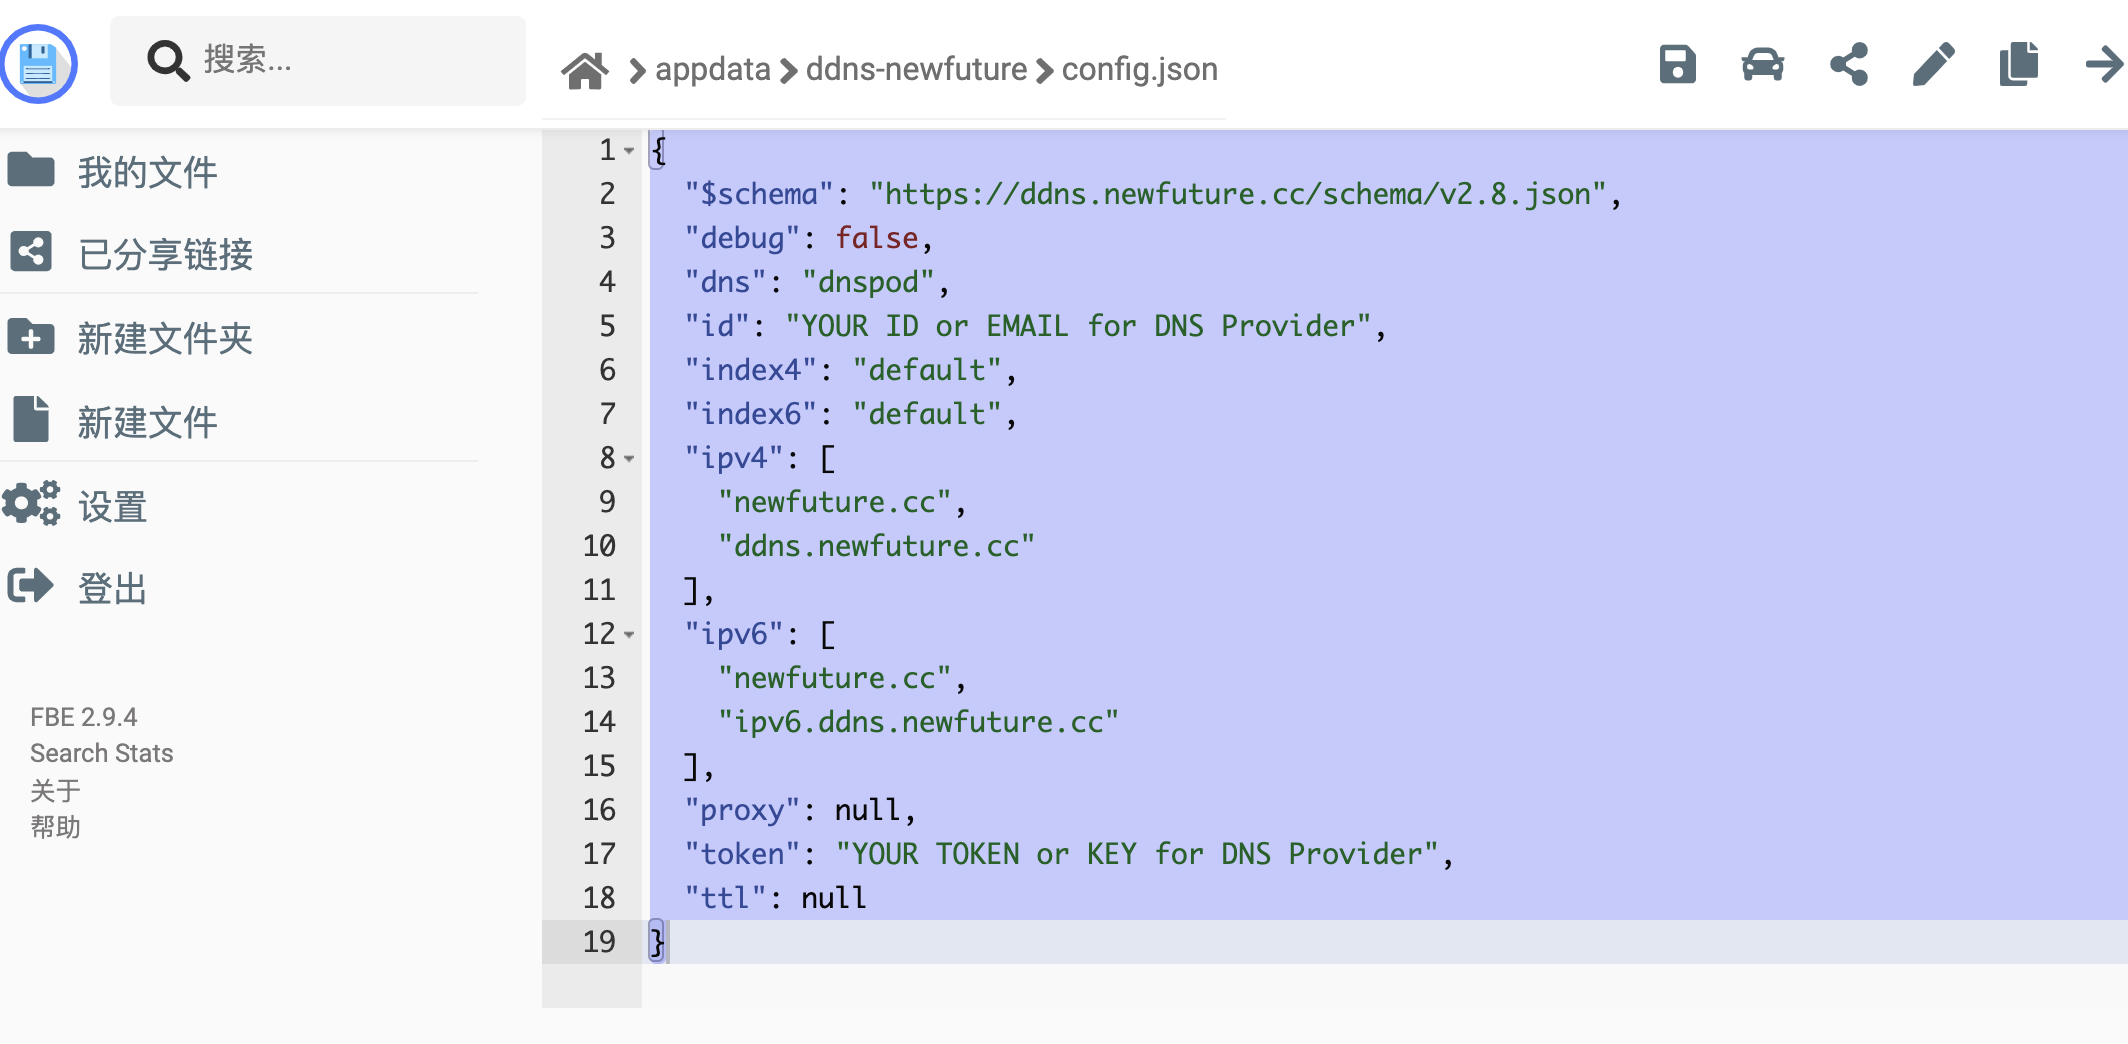 搜索...
appdata ddns-newfuture config.json
我的文件
已分享链接
新建文件夹
新建文件
设置
登出
FBE 2.9.4
Search Stats
关于
帮助
1 {
2 "$schema": "https://ddns.newfuture.cc/schema/v2.8.json",
3 "debug": false,
4 "dns": "dnspod",
5 "id": "YOUR ID or EMAIL for DNS Provider",
6 "index4": "default",
7 "index6": "default",
8 "ipv4": [
9 "newfuture.cc",
10 "ddns.newfuture.cc"
11 ],
12 "ipv6": [
13 "newfuture.cc",
14 "ipv6.ddns.newfuture.cc"
15 ],
16 "proxy": null,
17 "token": "YOUR TOKEN or KEY for DNS Provider",
18 "ttl": null
19 }